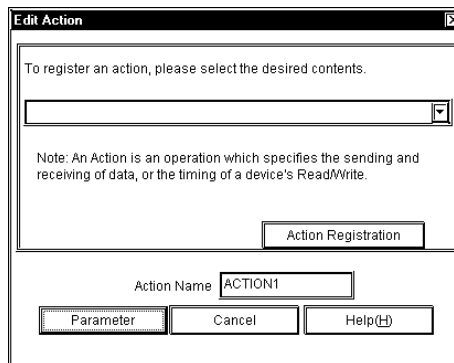 Edit Action
To register an action, please select the desired contents.
Note: An Action is an operation which specifies the sending and
receiving of data, or the timing of a device's Read/Write.
Action Registration
Action Name ACTION1
Parameter Cancel Help(H)